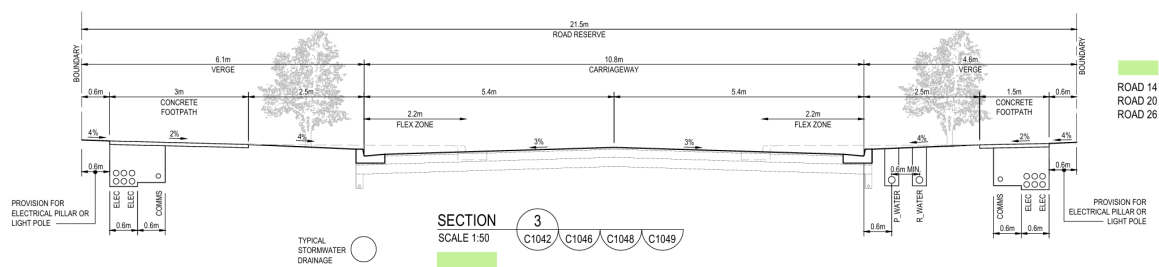 21.5m
ROAD RESERVE
BOUNDARY
6.1m
VERGE
10.8m
CARRIAGEWAY
4.6m
VERGE
BOUNDARY
0.6m
3m
CONCRETE
FOOTPATH
2.5m
5.4m
5.4m
2.5m
1.5m
CONCRETE
FOOTPATH
0.6m
2.2m
FLEX ZONE
2.2m
FLEX ZONE
ROAD 14
ROAD 20
ROAD 26
4%
2%
4%
3%
3%
4%
2%
4%
0.6m
0.6m MIN.
0.6m
ELEC
ELEC
COMMS
P_WATER
R_WATER
COMMS
ELEC
ELEC
PROVISION FOR
ELECTRICAL PILLAR OR
LIGHT POLE
0.6m
0.6m
0.6m
0.6m
0.6m
PROVISION FOR
ELECTRICAL PILLAR OR
LIGHT POLE
SECTION
3
SCALE 1:50
C1042
C1046
C1048
C1049
TYPICAL
STORMWATER
DRAINAGE